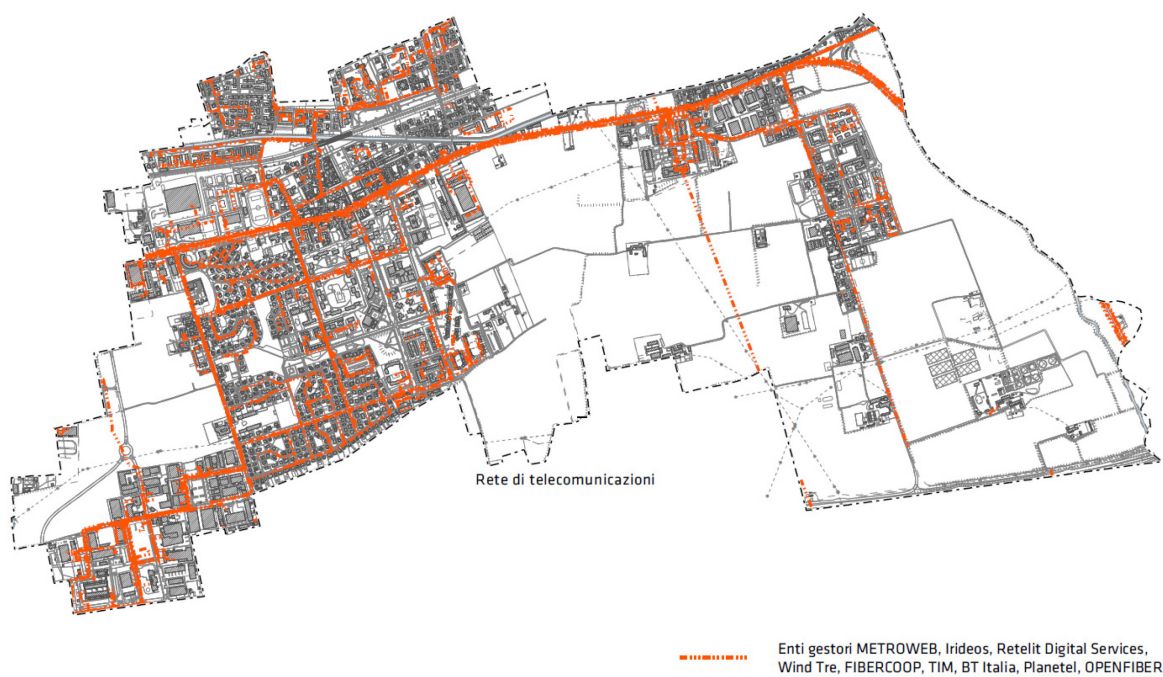 Rete di telecomunicazioni
Enti gestori METROWEB, Irideos, Retelit Digital Services,
Wind Tre, FIBERCOOP, TIM, BT Italia, Planetel, OPENFIBER